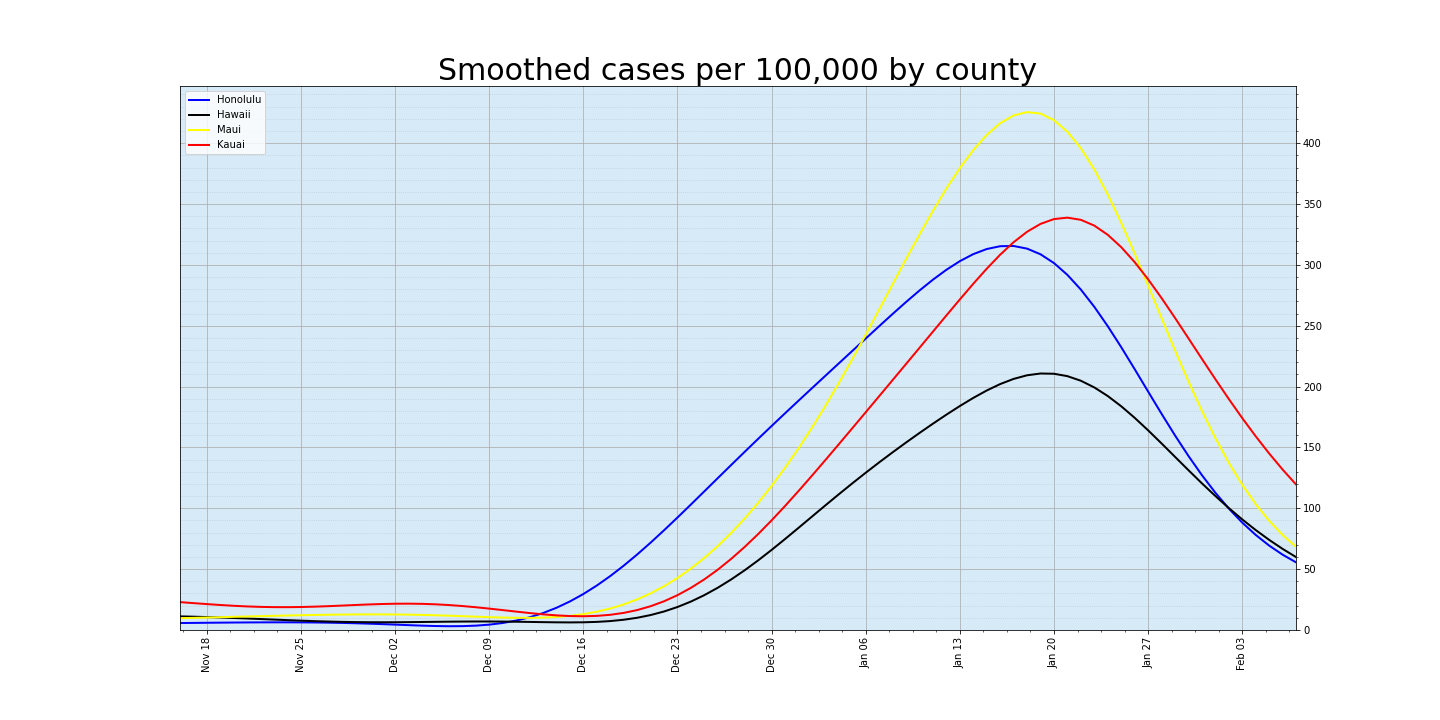 Smoothed cases per 100,000 by county
Honolulu
Hawaii
Maui
Kauai
400
350
300
250
200
150
100
50
0
Nov 18
Nov 25
Dec 02
Dec 09
Dec 16
Dec 23
Dec 30
Jan 06
Jan 13
Jan 20
Jan 27
Feb 03